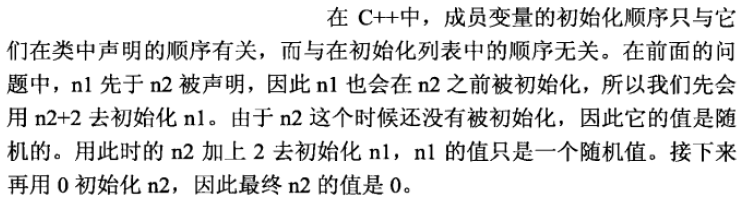 在 C++中，成员变量的初始化顺序只与它
们在类中声明的顺序有关，而与在初始化列表中的顺序无关。在前面的问
题中，n1 先于 n2 被声明，因此 n1 也会在 n2 之前被初始化，所以我们先会
用 n2+2 去初始化 n1。由于 n2 这个时候还没有被初始化，因此它的值是随
机的。用此时的 n2 加上 2 去初始化 n1，n1 的值只是一个随机值。接下来
再用 0 初始化 n2，因此最终 n2 的值是 0。